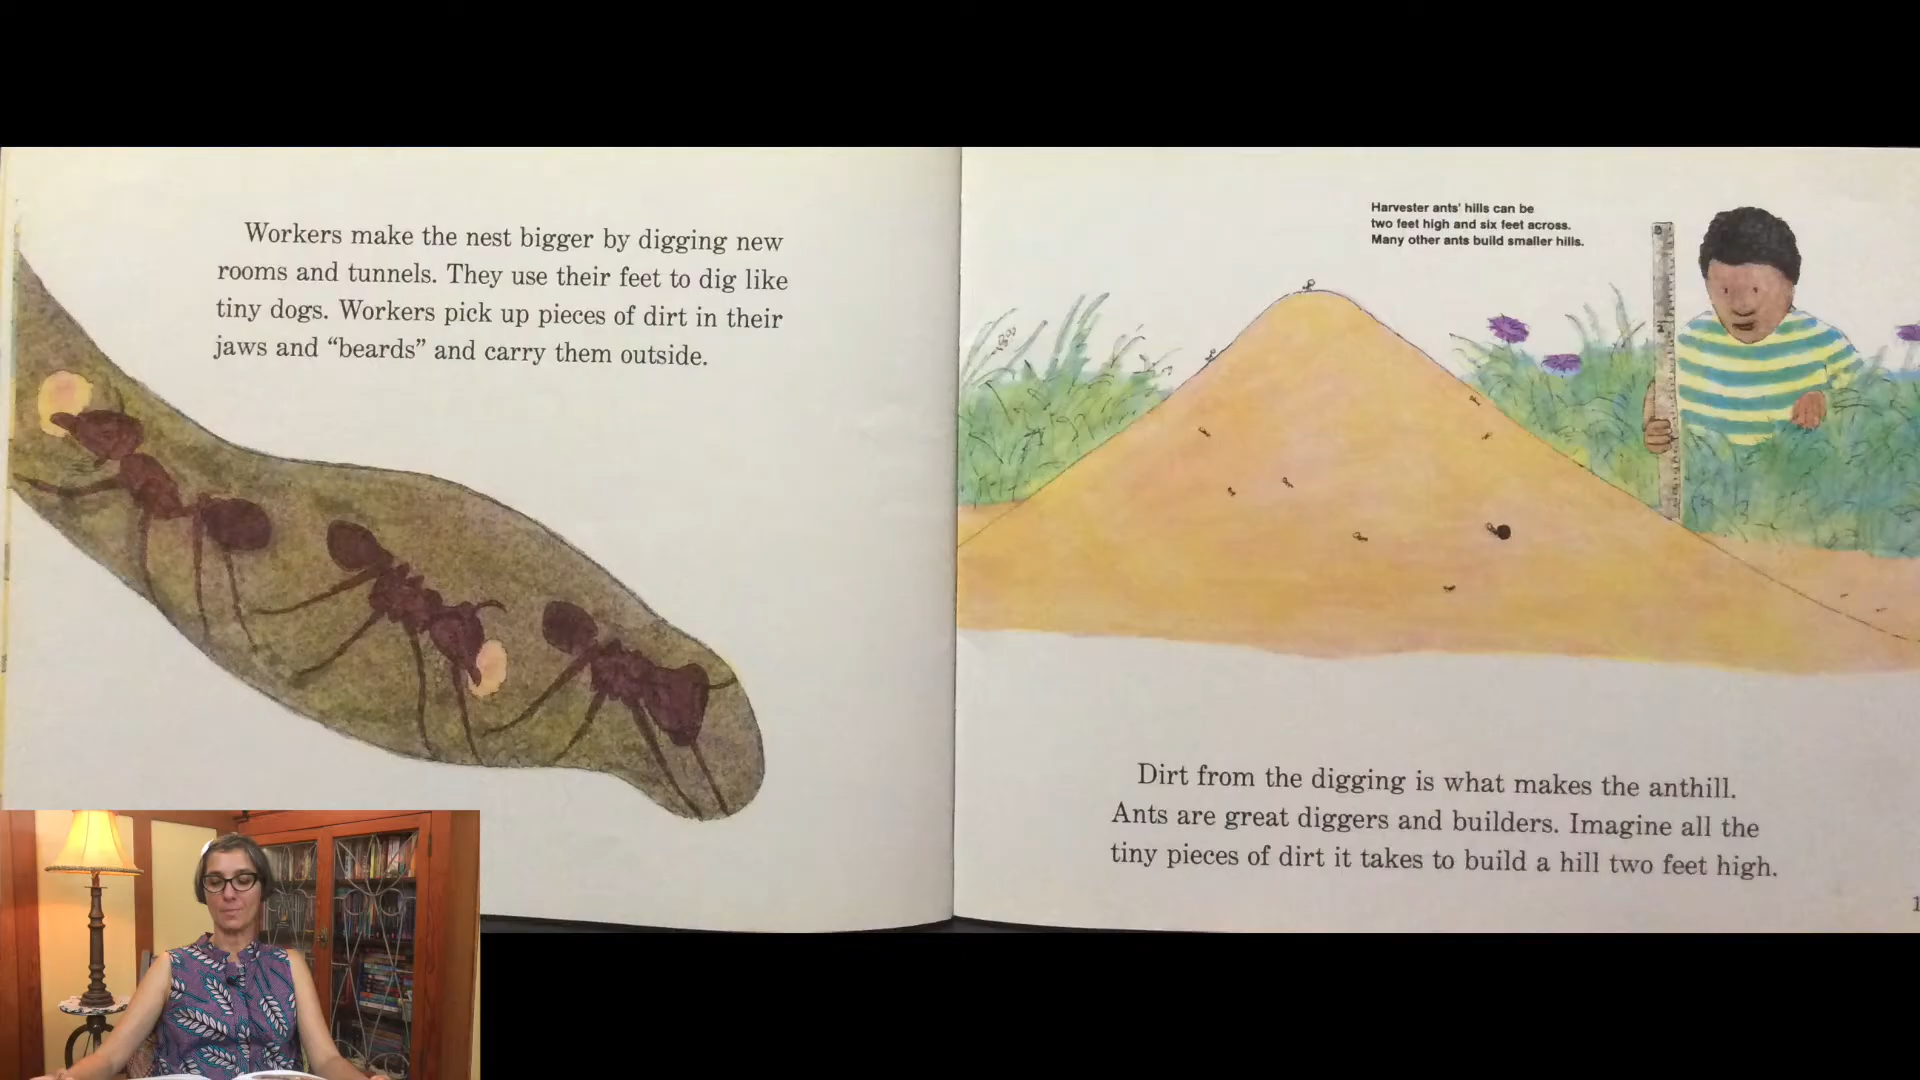 Workers make the nest bigger by digging new
rooms and tunnels. They use their feet to dig like
tiny dogs. Workers pick up pieces of dirt in their
jaws and “beards” and carry them outside.
Harvester ants' hills can be
two feet high and six feet across.
Many other ants build smaller hills.
Dirt from the digging is what makes the anthill.
Ants are great diggers and builders. Imagine all the
tiny pieces of dirt it takes to build a hill two feet high.